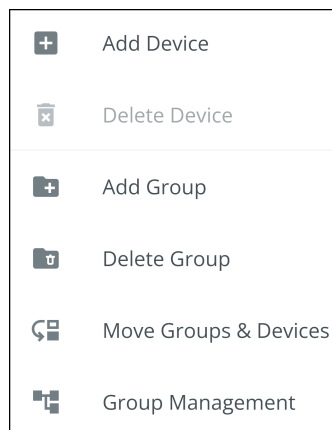 Add Device
Delete Device
Add Group
Delete Group
Move Groups & Devices
Group Management